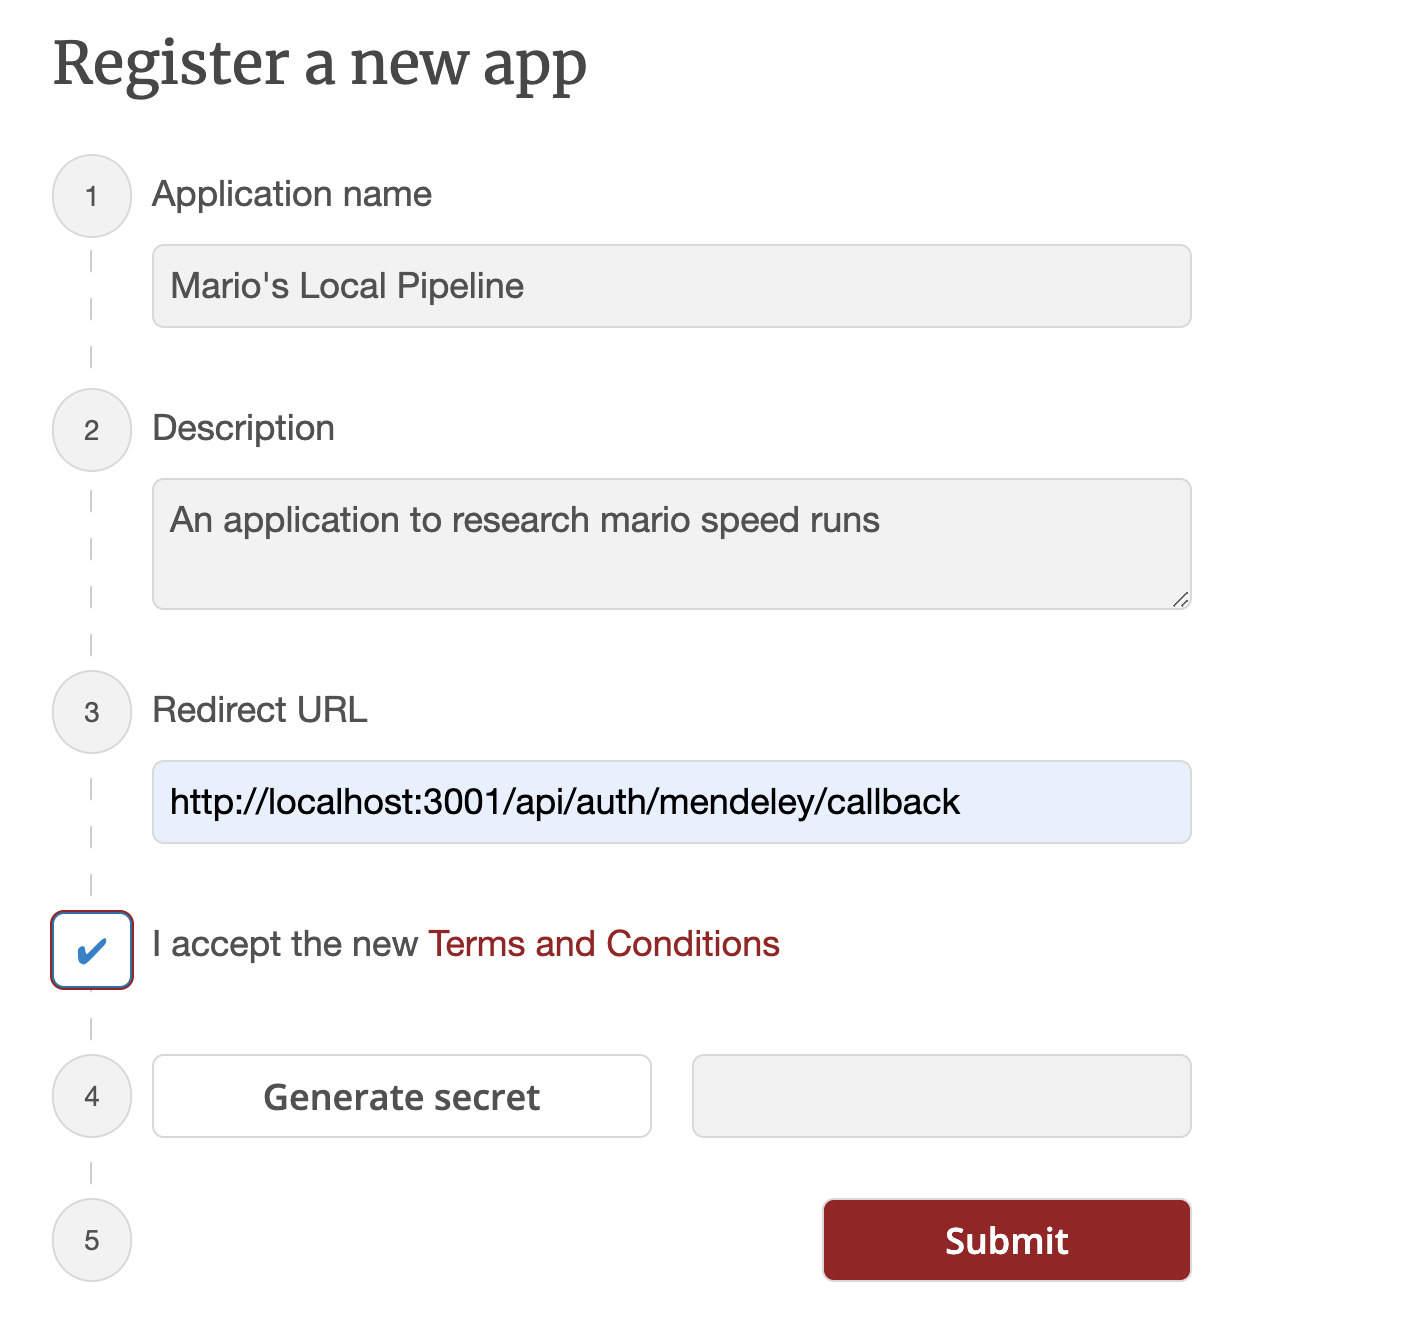 Register a new app
1 Application name
Mario's Local Pipeline
2 Description
An application to research mario speed runs
3 Redirect URL
http://localhost:3001/api/auth/mendeley/callback
✔ I accept the new Terms and Conditions
4 Generate secret
5 Submit